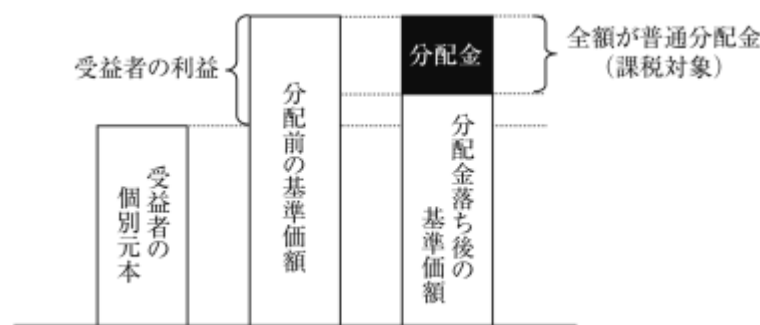 受益者の利益
分配金
全額が普通分配金
(課税対象)
受益者の
個別元本
分配前の基準価額
分配金落ち後の
基準価額